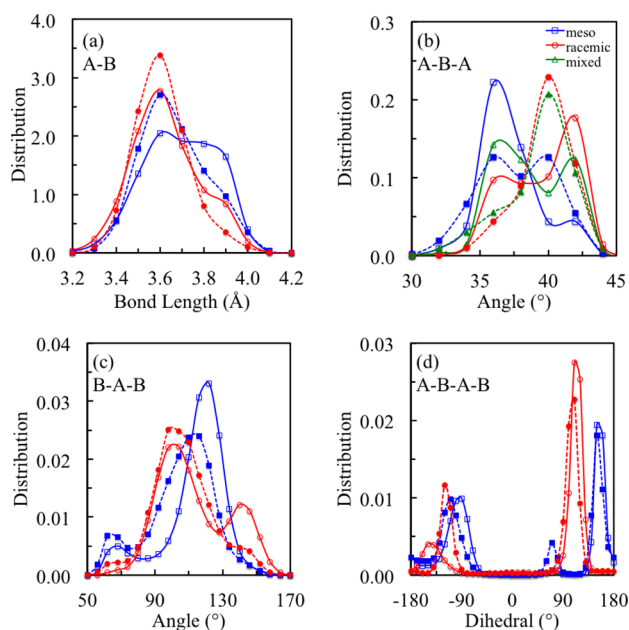 (a)
A-B
Distribution
4.0
3.0
2.0
1.0
0.0
3.2 3.4 3.6 3.8 4.0 4.2
Bond Length (Å)
(b)
A-B-A
meso
racemic
mixed
Distribution
0.3
0.2
0.1
0.0
30 35 40 45
Angle (°)
(c)
B-A-B
Distribution
0.04
0.03
0.02
0.01
0.00
50 90 130 170
Angle (°)
(d)
A-B-A-B
Distribution
0.03
0.02
0.01
0.00
-180 -90 0 90 180
Dihedral (°)